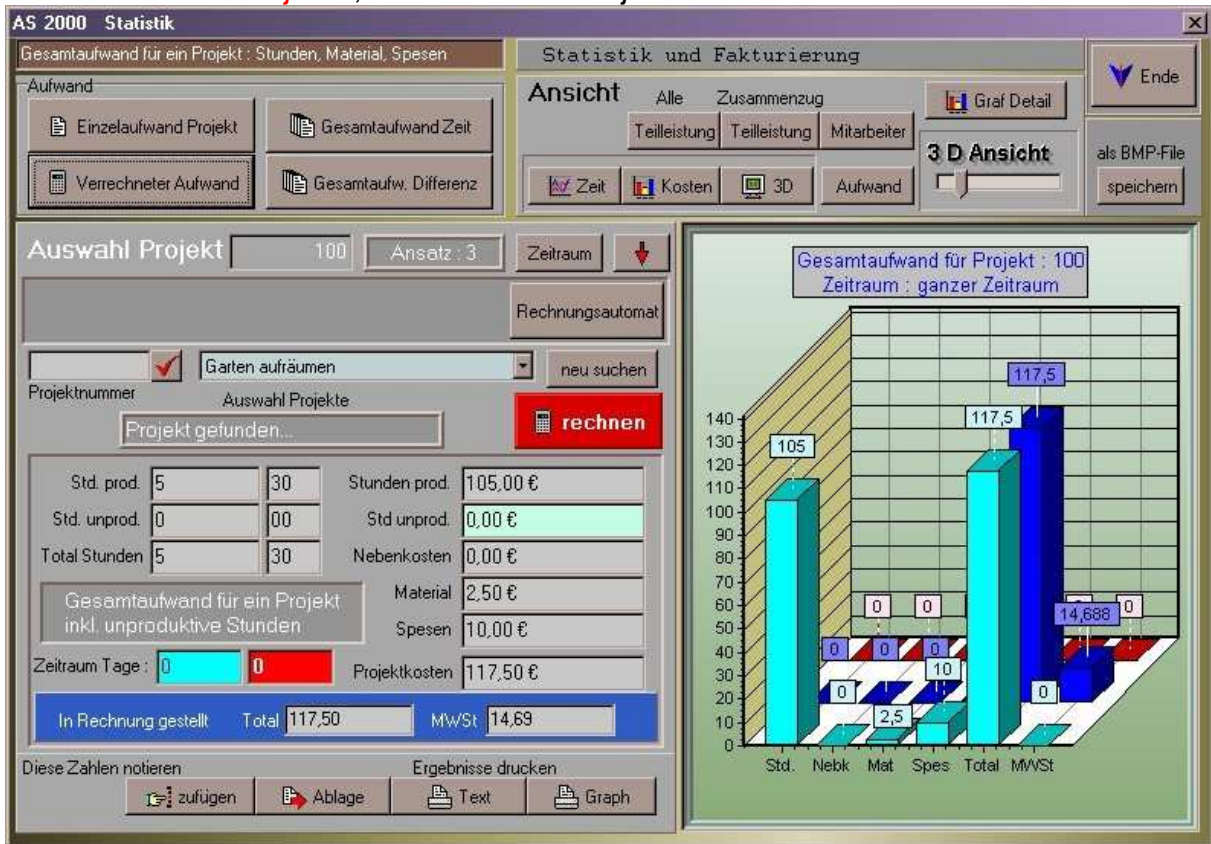 AS 2000 Statistik
Gesamtaufwand für ein Projekt : Stunden, Material, Spesen
Aufwand
Einzelaufwand Projekt
Gesamtaufwand Zeit
Verrechneter Aufwand
Gesamtaufw. Differenz
Statistik und Fakturierung
Ansicht
Alle
Zusammenzug
Teilleistung
Teilleistung
Mitarbeiter
Zeit
Kosten
3D
Aufwand
Graf Detail
3 D Ansicht
Ende
als BMP-File
speichern
Auswahl Projekt 100
Ansatz : 3
Zeitraum
Rechnungsautomat
Garten aufräumen
neu suchen
Projektnummer
Auswahl Projekte
Projekt gefunden...
rechnen
Std. prod. 5 30 Stunden prod. 105,00 €
Std. unprod. 0 00 Std unprod. 0,00 €
Total Stunden 5 30 Nebenkosten 0,00 €
Material 2,50 €
Gesamtaufwand für ein Projekt
inkl. unproduktive Stunden
Spesen 10,00 €
Zeitraum Tage : 0 0 Projektkosten 117,50 €
In Rechnung gestellt Total 117,50 MWSt 14,69
Diese Zahlen notieren
Ergebnisse drucken
zufügen
Ablage
Text
Graph
Gesamtaufwand für Projekt : 100
Zeitraum : ganzer Zeitraum
117,5
117,5
105
0 0 0
14,688
0 0 0
10
0
0
2,5
140
130
120
110
100
90
80
70
60
50
40
30
20
10
0
Std. Nebk Mat Spes Total MWSt